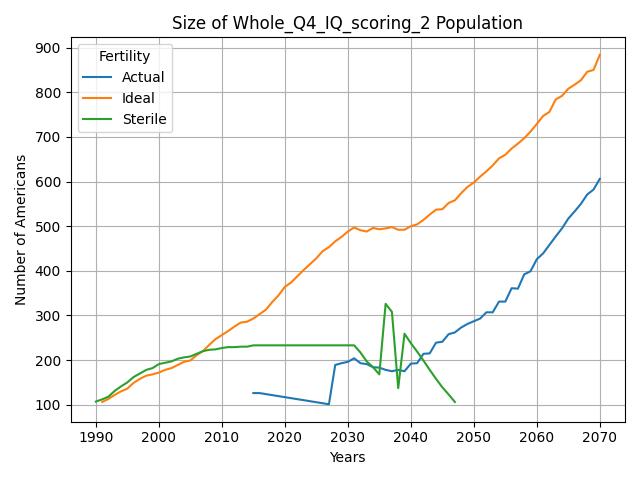 Size of Whole_Q4_IQ_scoring_2 Population
Fertility
Actual
Ideal
Sterile
Number of Americans
900
800
700
600
500
400
300
200
100
1990 2000 2010 2020 2030 2040 2050 2060 2070
Years